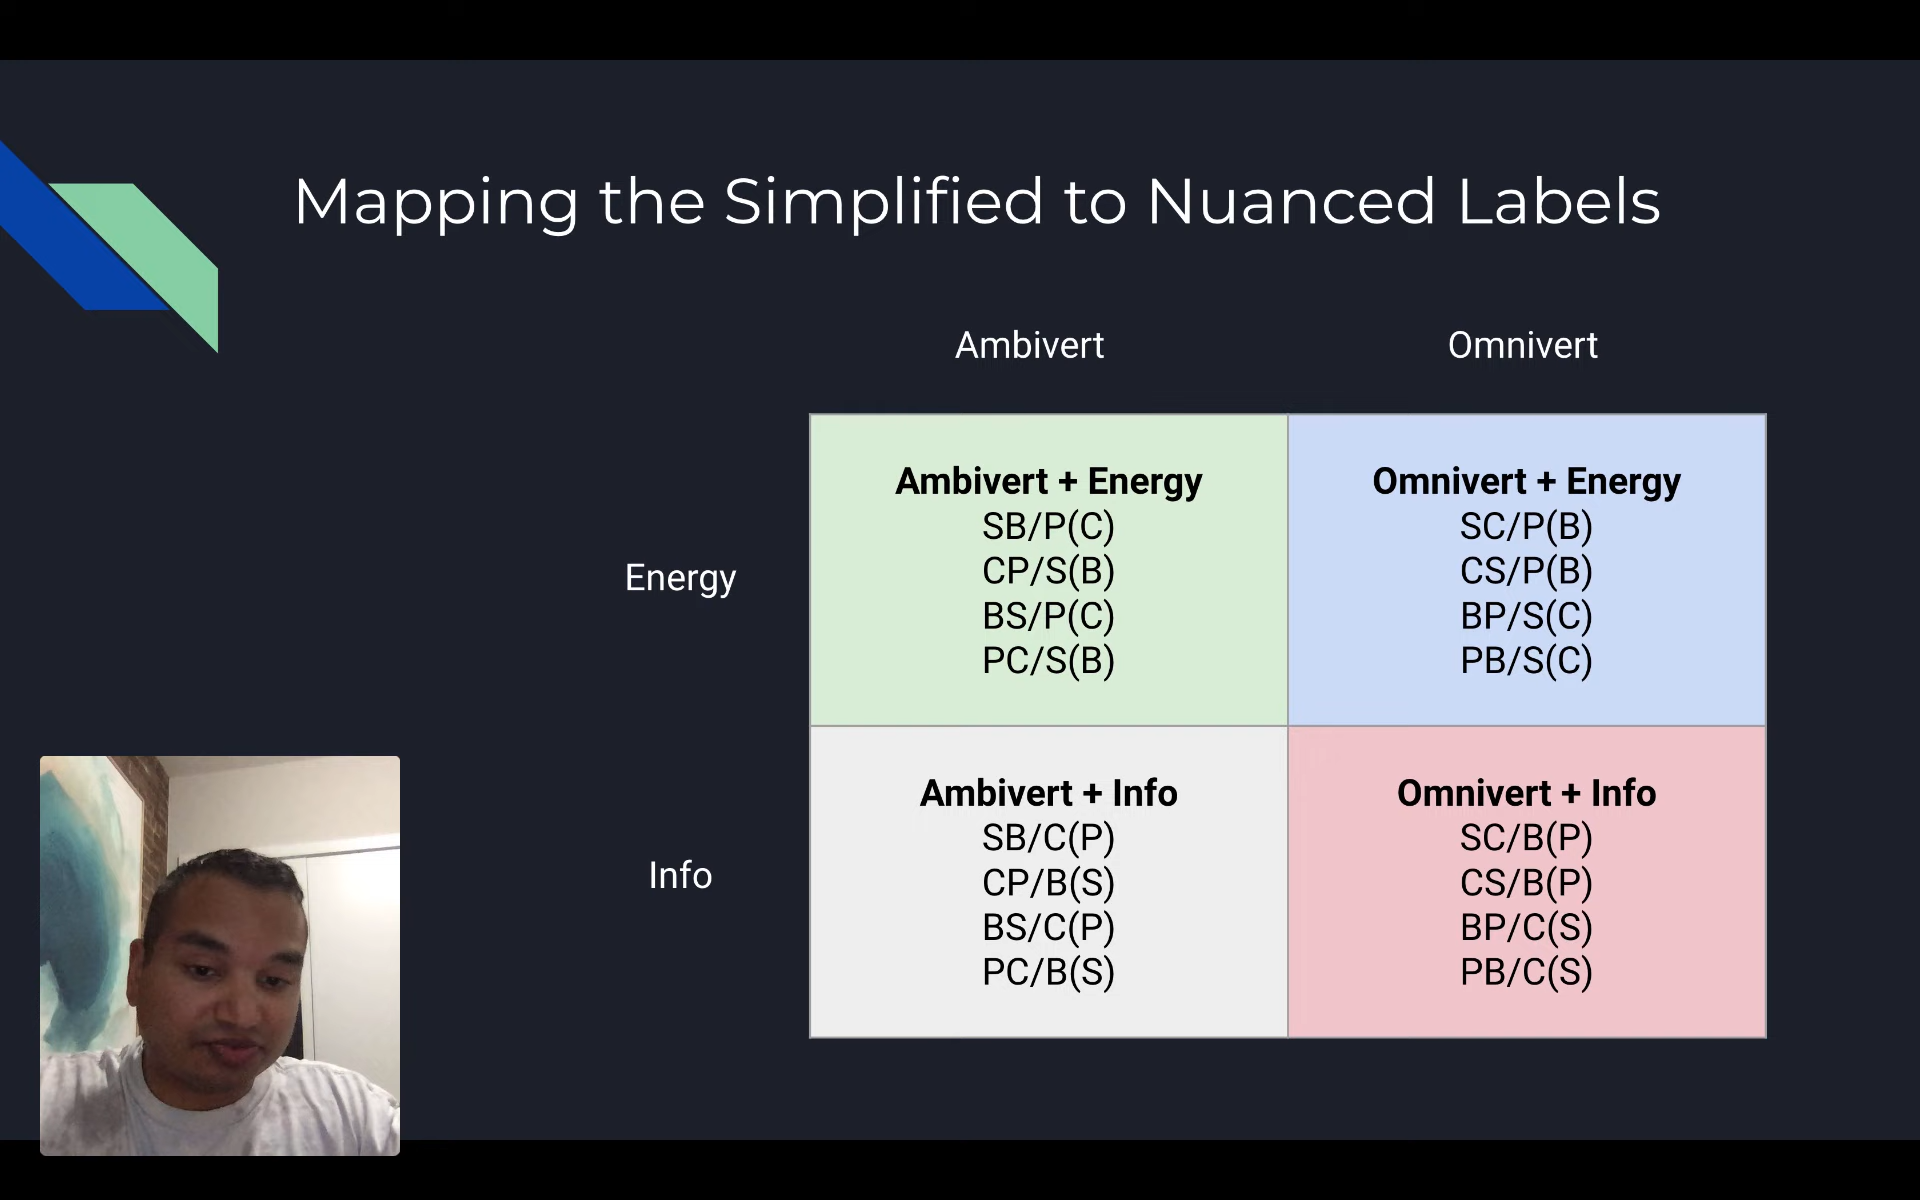 Mapping the Simplified to Nuanced Labels
Ambivert
Omnivert
Energy
Ambivert + Energy
SB/P(C)
CP/S(B)
BS/P(C)
PC/S(B)
Omnivert + Energy
SC/P(B)
CS/P(B)
BP/S(C)
PB/S(C)
Info
Ambivert + Info
SB/C(P)
CP/B(S)
BS/C(P)
PC/B(S)
Omnivert + Info
SC/B(P)
CS/B(P)
BP/C(S)
PB/C(S)